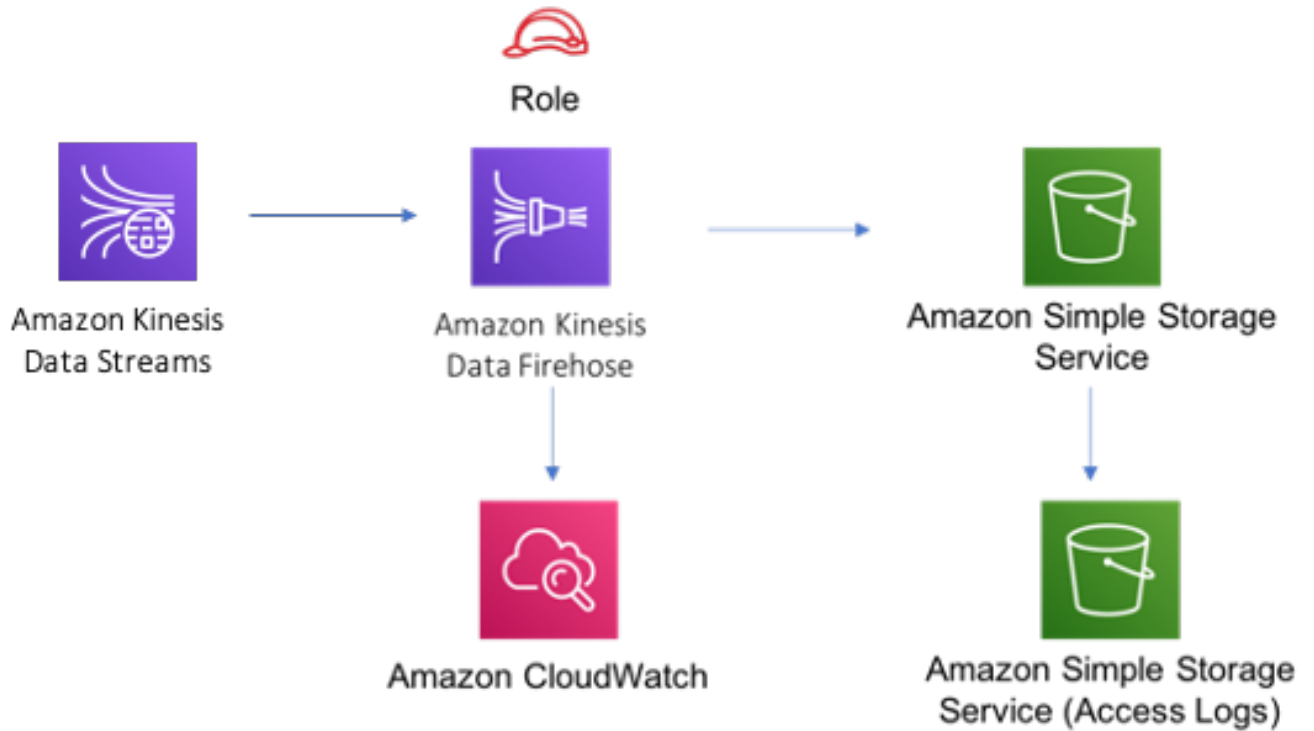 Role
Amazon Kinesis
Data Streams
Amazon Kinesis
Data Firehose
Amazon Simple Storage
Service
Amazon CloudWatch
Amazon Simple Storage
Service (Access Logs)